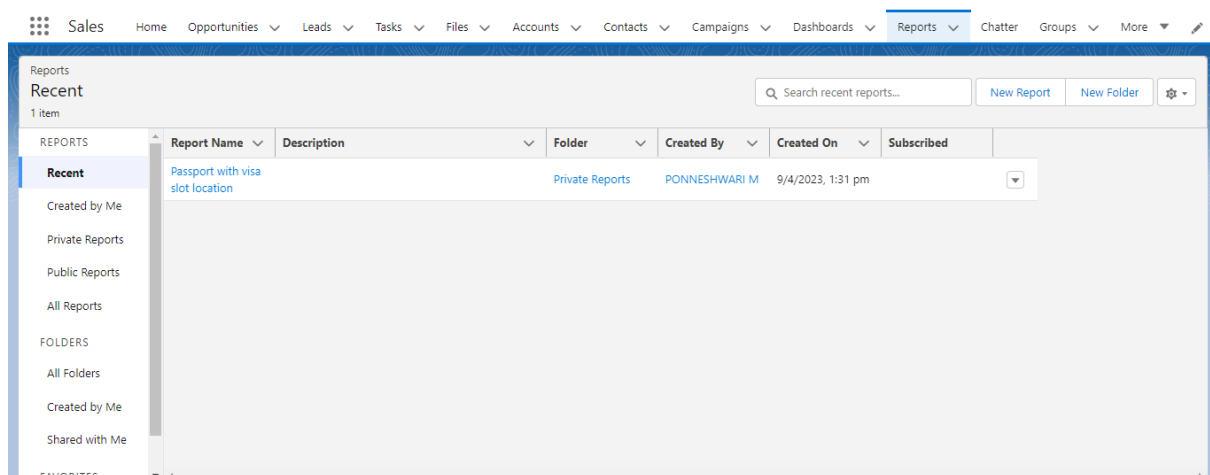 Sales Home Opportunities Leads Tasks Files Accounts Contacts Campaigns Dashboards Reports Chatter Groups More
Reports
Recent
1 item
Search recent reports...
New Report
New Folder
REPORTS
Recent
Created by Me
Private Reports
Public Reports
All Reports
FOLDERS
All Folders
Created by Me
Shared with Me
Report Name Description Folder Created By Created On Subscribed
Passport with visa
slot location
Private Reports PONNESHWARI M 9/4/2023, 1:31 pm